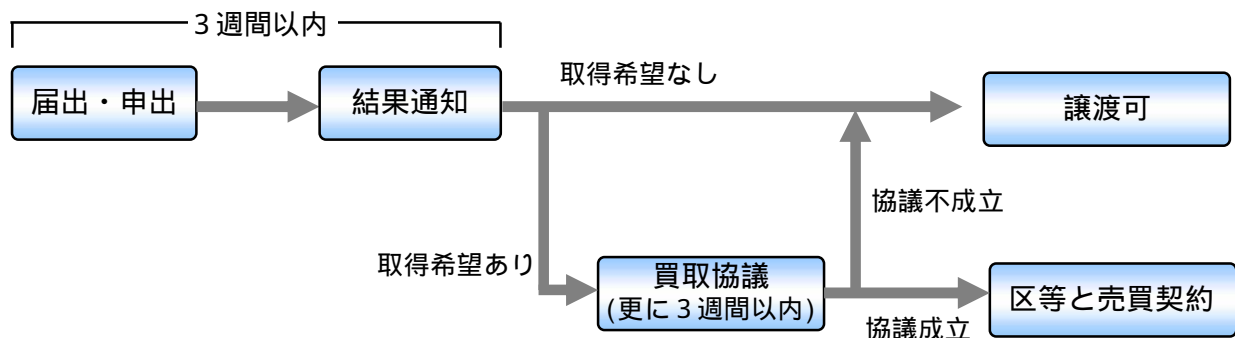 ３週間以内
届出・申出
結果通知
取得希望なし
譲渡可
協議不成立
取得希望あり
買取協議
(更に３週間以内)
区等と売買契約
協議成立